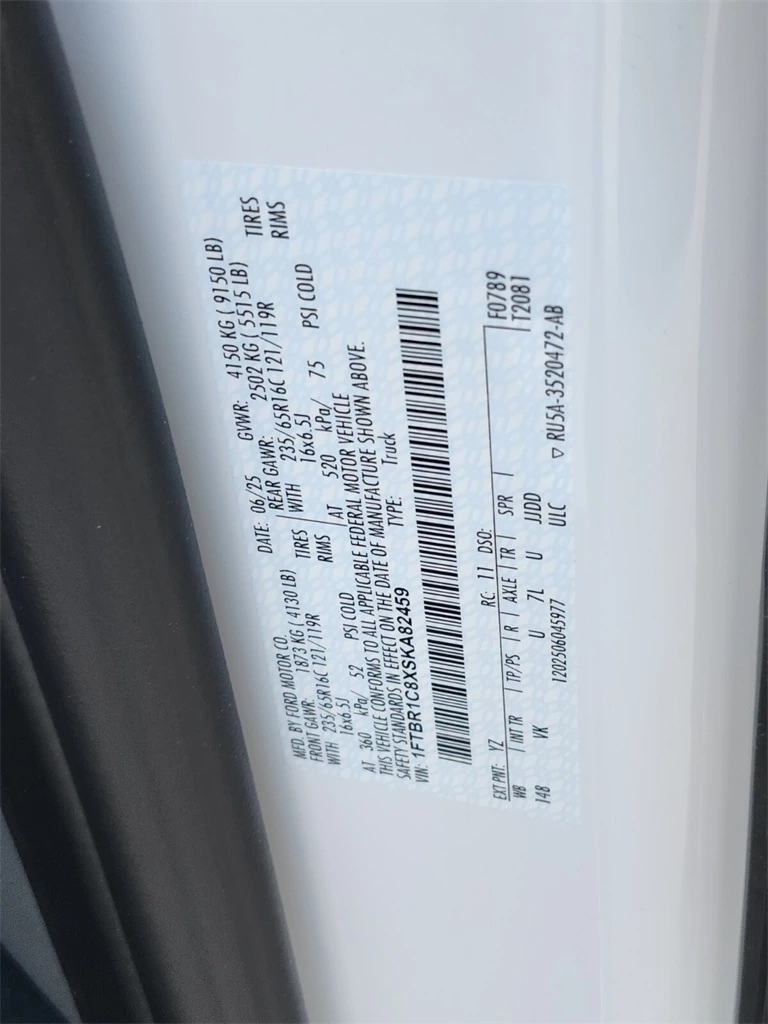 MFD. BY FORD MOTOR CO. DATE: 06/25 GVWR: 4150 KG ( 9150 LB)
FRONT GAWR: 1873 KG ( 4130 LB) REAR GAWR: 2502 KG ( 5515 LB)
WITH 235/65R16C 121/119R TIRES WITH 235/65R16C 121/119R TIRES
16x6.5J RIMS 16x6.5J RIMS
AT 360 kPa/ 52 PSI COLD AT 520 kPa/ 75 PSI COLD
THIS VEHICLE CONFORMS TO ALL APPLICABLE FEDERAL MOTOR VEHICLE
SAFETY STANDARDS IN EFFECT ON THE DATE OF MANUFACTURE SHOWN ABOVE.
VIN: 1FTBR1C8XSKA82459 TYPE: Truck
EXT PNT: YZ RC: 11 DSO: F0789
WB INT TR TP/PS R AXLE TR SPR T2081
148 VK U 7L U JJDD
1202506045977 ULC ▽ RU5A-3520472-AB